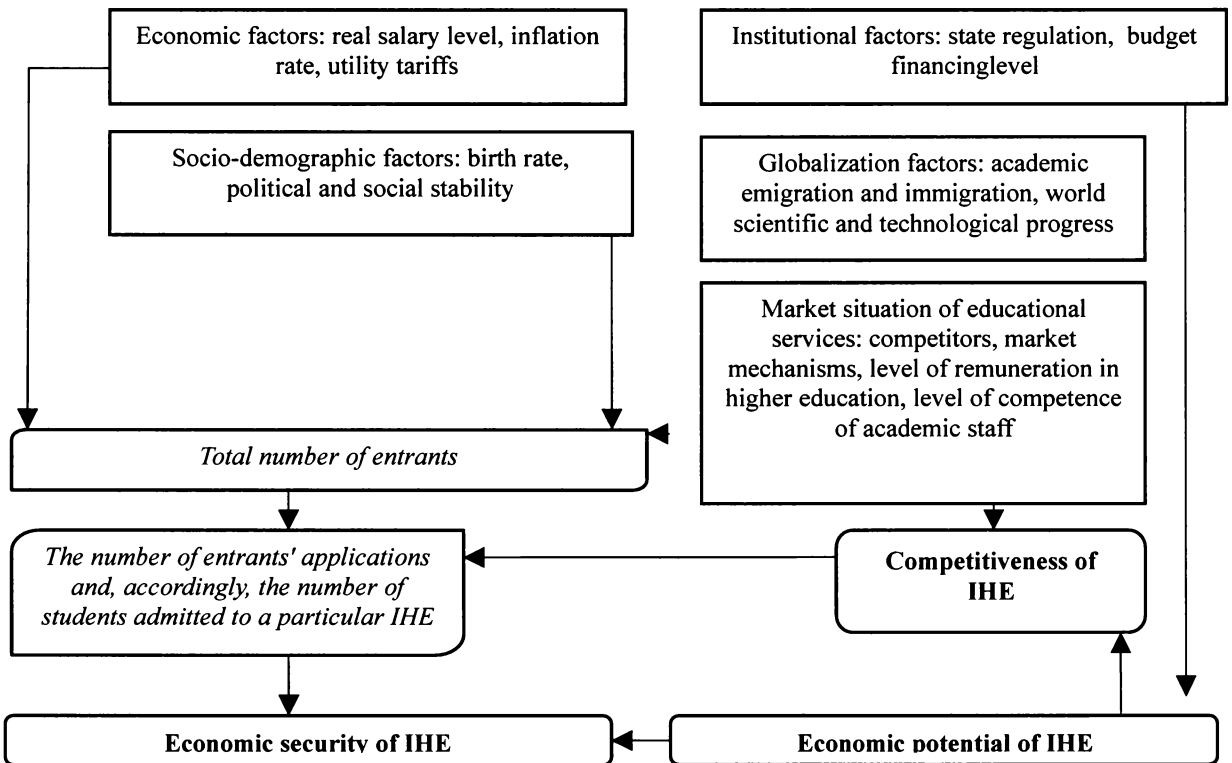 Economic factors: real salary level, inflation
rate, utility tariffs
Institutional factors: state regulation, budget
financinglevel
Socio-demographic factors: birth rate,
political and social stability
Globalization factors: academic
emigration and immigration, world
scientific and technological progress
Market situation of educational
services: competitors, market
mechanisms, level of remuneration in
higher education, level of competence
of academic staff
Total number of entrants
The number of entrants' applications
and, accordingly, the number of
students admitted to a particular IHE
Competitiveness of
IHE
Economic security of IHE
Economic potential of IHE